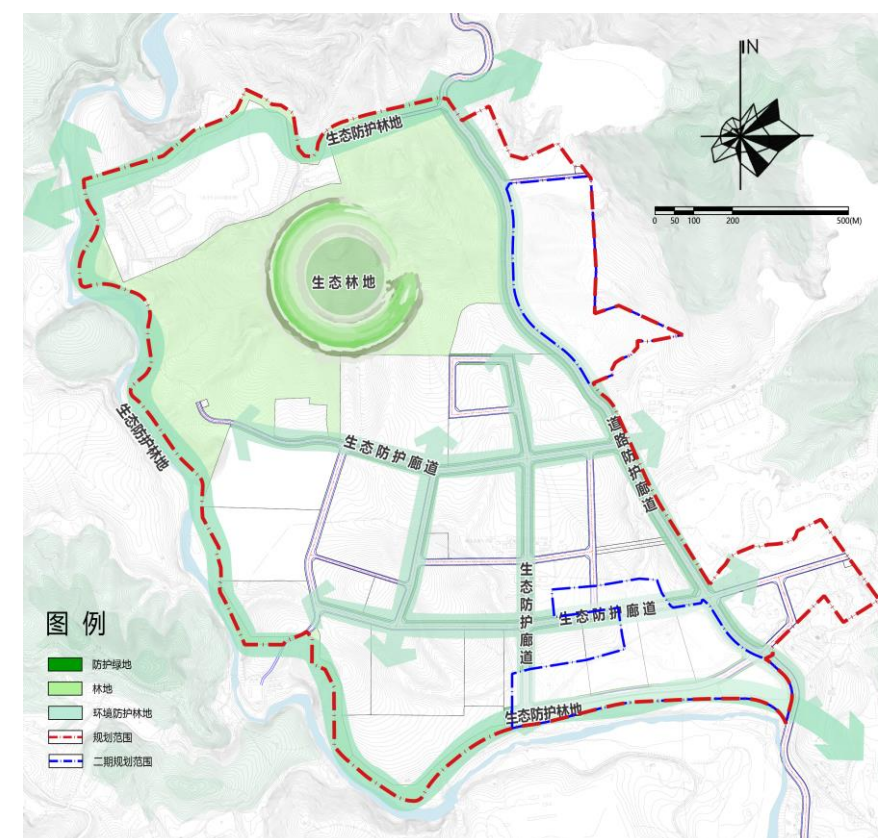 N
0 50 100 200 500(M)
生态防护林地
生态林地
生态防护林地
生态防护廊道
道路防护廊道
生态防护廊道
生态防护廊道
生态防护林地
图 例
防护绿地
林地
环境防护林地
规划范围
二期规划范围